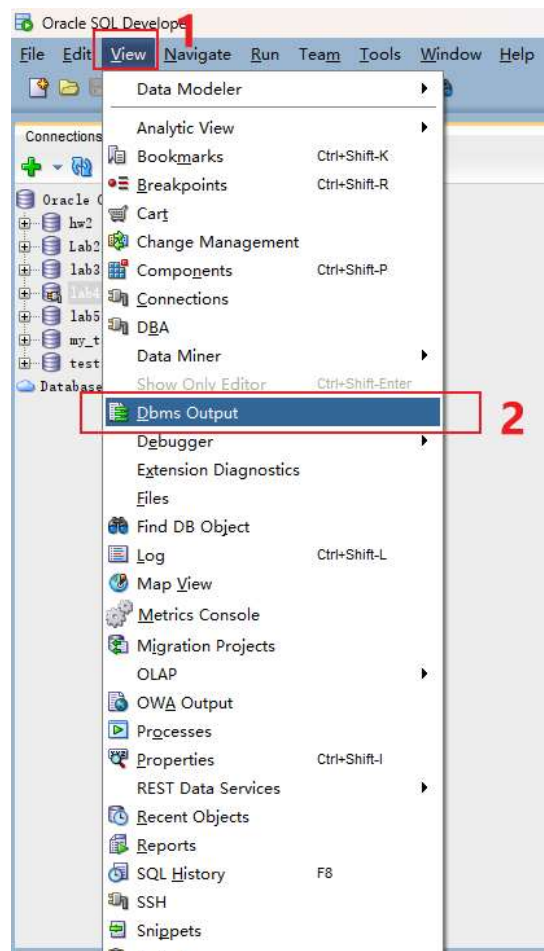 Oracle SQL Develope
1
File Edit View Navigate Run Team Tools Window Help
Connections
Oracle
hw2
Lab2
lab3
lab4
lab5
my_t
test
Database
Data Modeler
Analytic View
Bookmarks Ctrl+Shift-K
Breakpoints Ctrl+Shift-R
Cart
Change Management
Components Ctrl+Shift-P
Connections
DBA
Data Miner
Show Only Editor Ctrl+Shift-Enter
Dbms Output
2
Debugger
Extension Diagnostics
Files
Find DB Object
Log Ctrl+Shift-L
Map View
Metrics Console
Migration Projects
OLAP
OWA Output
Processes
Properties Ctrl+Shift-I
REST Data Services
Recent Objects
Reports
SQL History F8
SSH
Snippets